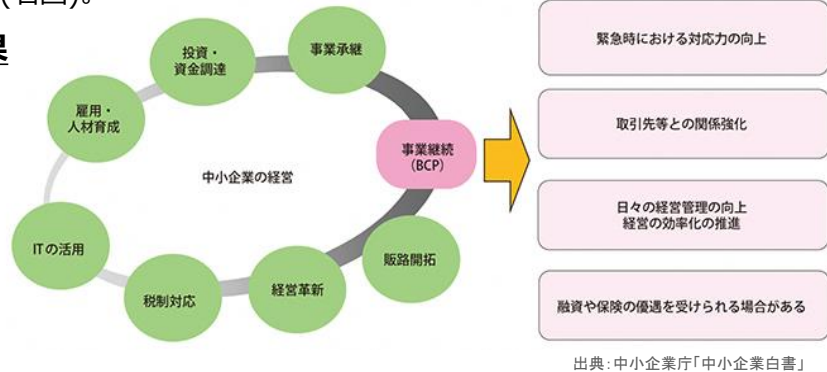 (右図)。
果
投資・
資金調達
事業承継
雇用・
人材育成
事業継続
(BCP)
中小企業の経営
ITの活用
販路開拓
税制対応
経営革新
緊急時における対応力の向上
取引先等との関係強化
日々の経営管理の向上
経営の効率化の推進
融資や保険の優遇を受けられる場合がある
出典:中小企業庁「中小企業白書」